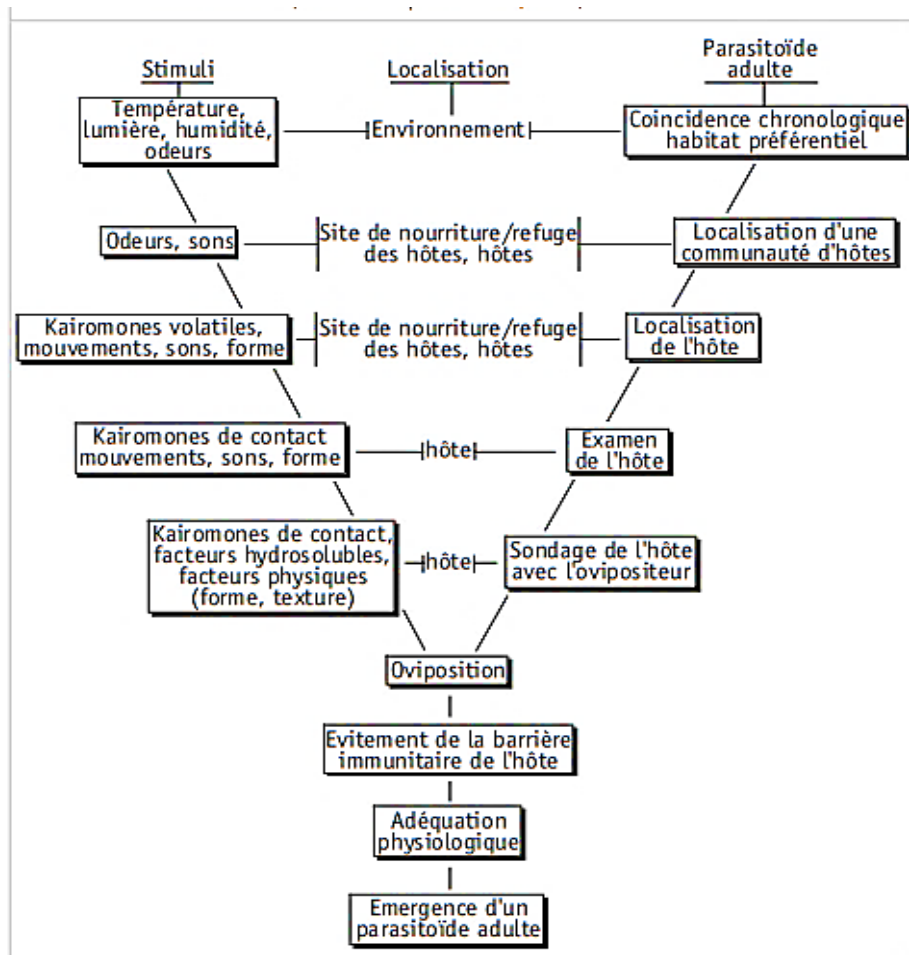 Stimuli
Localisation
Parasitoïde
adulte
Température,
lumière, humidité,
odeurs
Environnement
Coincidence chronologique
habitat préférentiel
Odeurs, sons
Site de nourriture/refuge
des hôtes, hôtes
Localisation d'une
communauté d'hôtes
Kairomones volatiles,
mouvements, sons, forme
Site de nourriture/refuge
des hôtes, hôtes
Localisation
de l'hôte
Kairomones de contact
mouvements, sons, forme
hôte
Examen
de l'hôte
Kairomones de contact,
facteurs hydrosolubles,
facteurs physiques
(forme, texture)
hôte
Sondage de l'hôte
avec l'ovipositeur
Oviposition
Evitement de la barrière
immunitaire de l'hôte
Adéquation
physiologique
Emergence d'un
parasitoïde adulte